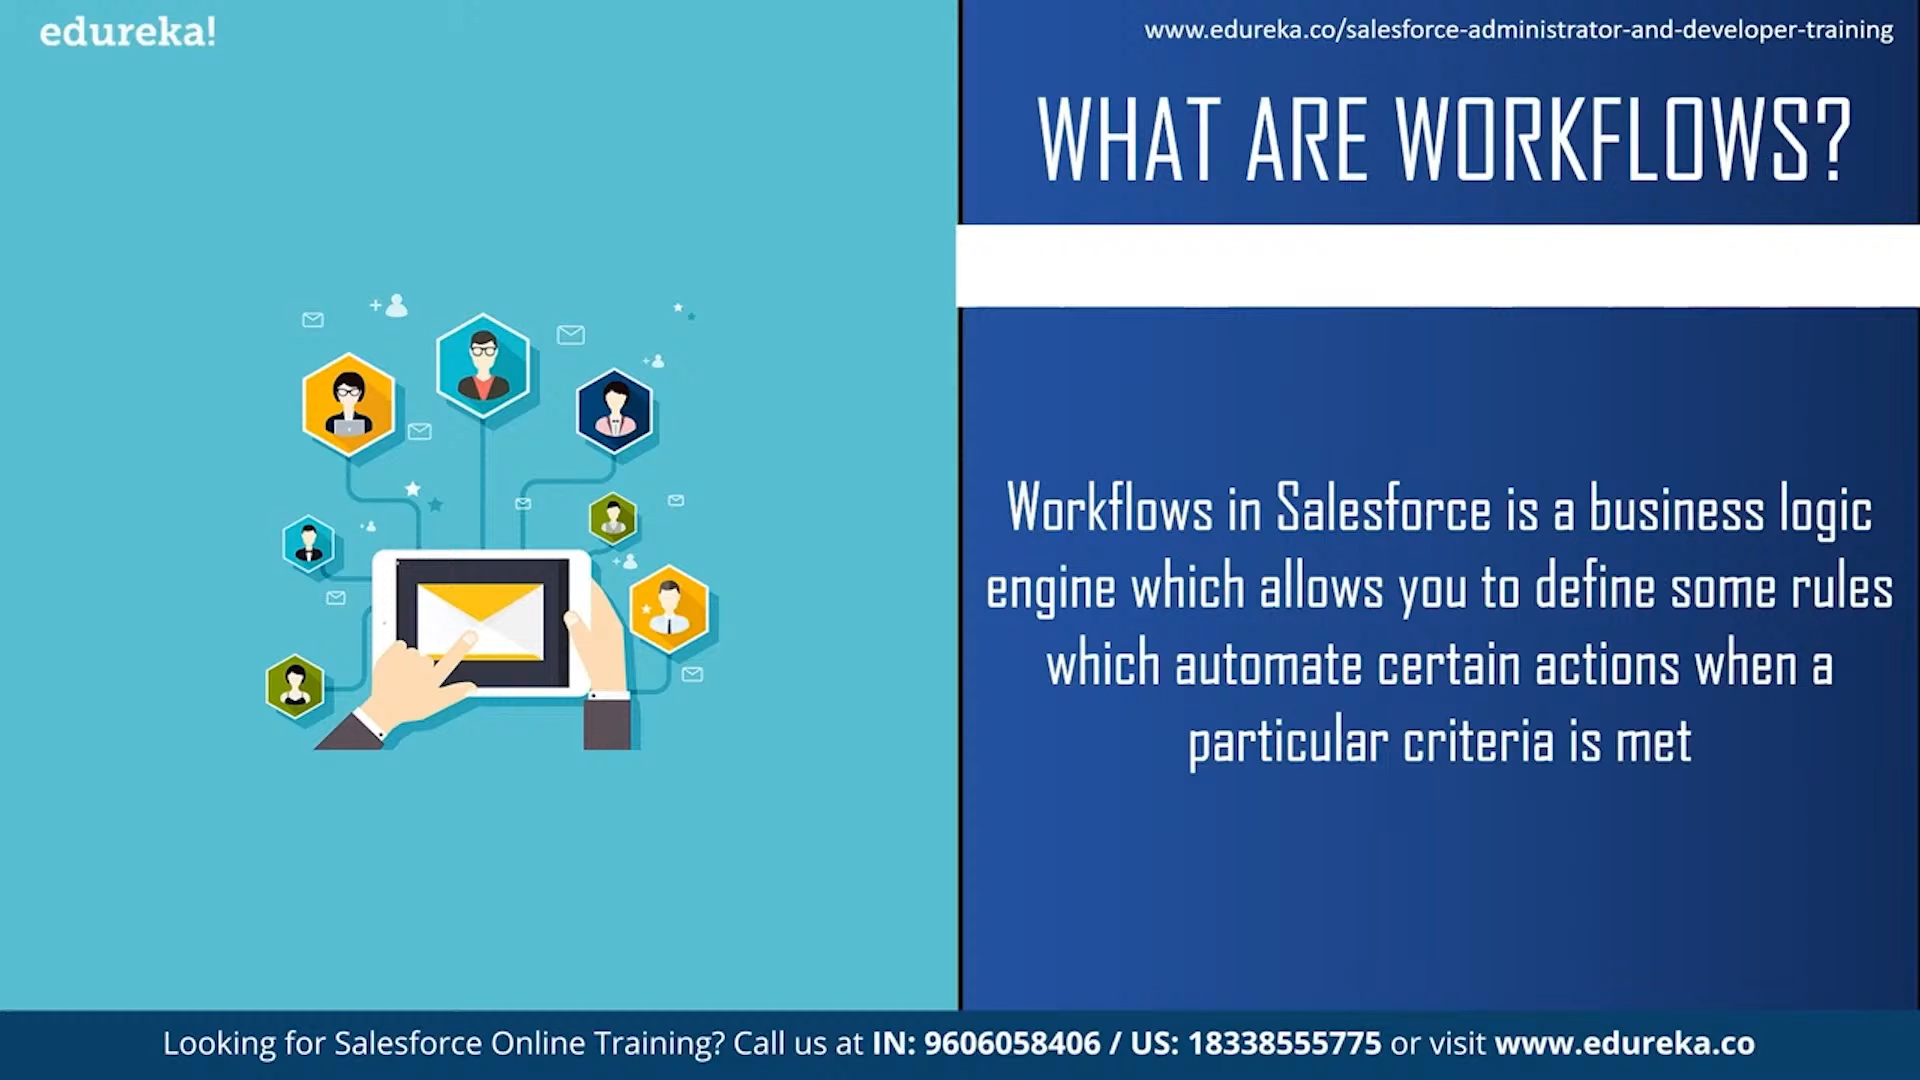 edureka!
www.edureka.co/salesforce-administrator-and-developer-training
WHAT ARE WORKFLOWS?
Workflows in Salesforce is a business logic
engine which allows you to define some rules
which automate certain actions when a
particular criteria is met
Looking for Salesforce Online Training? Call us at IN: 9606058406 / US: 18338555775 or visit www.edureka.co